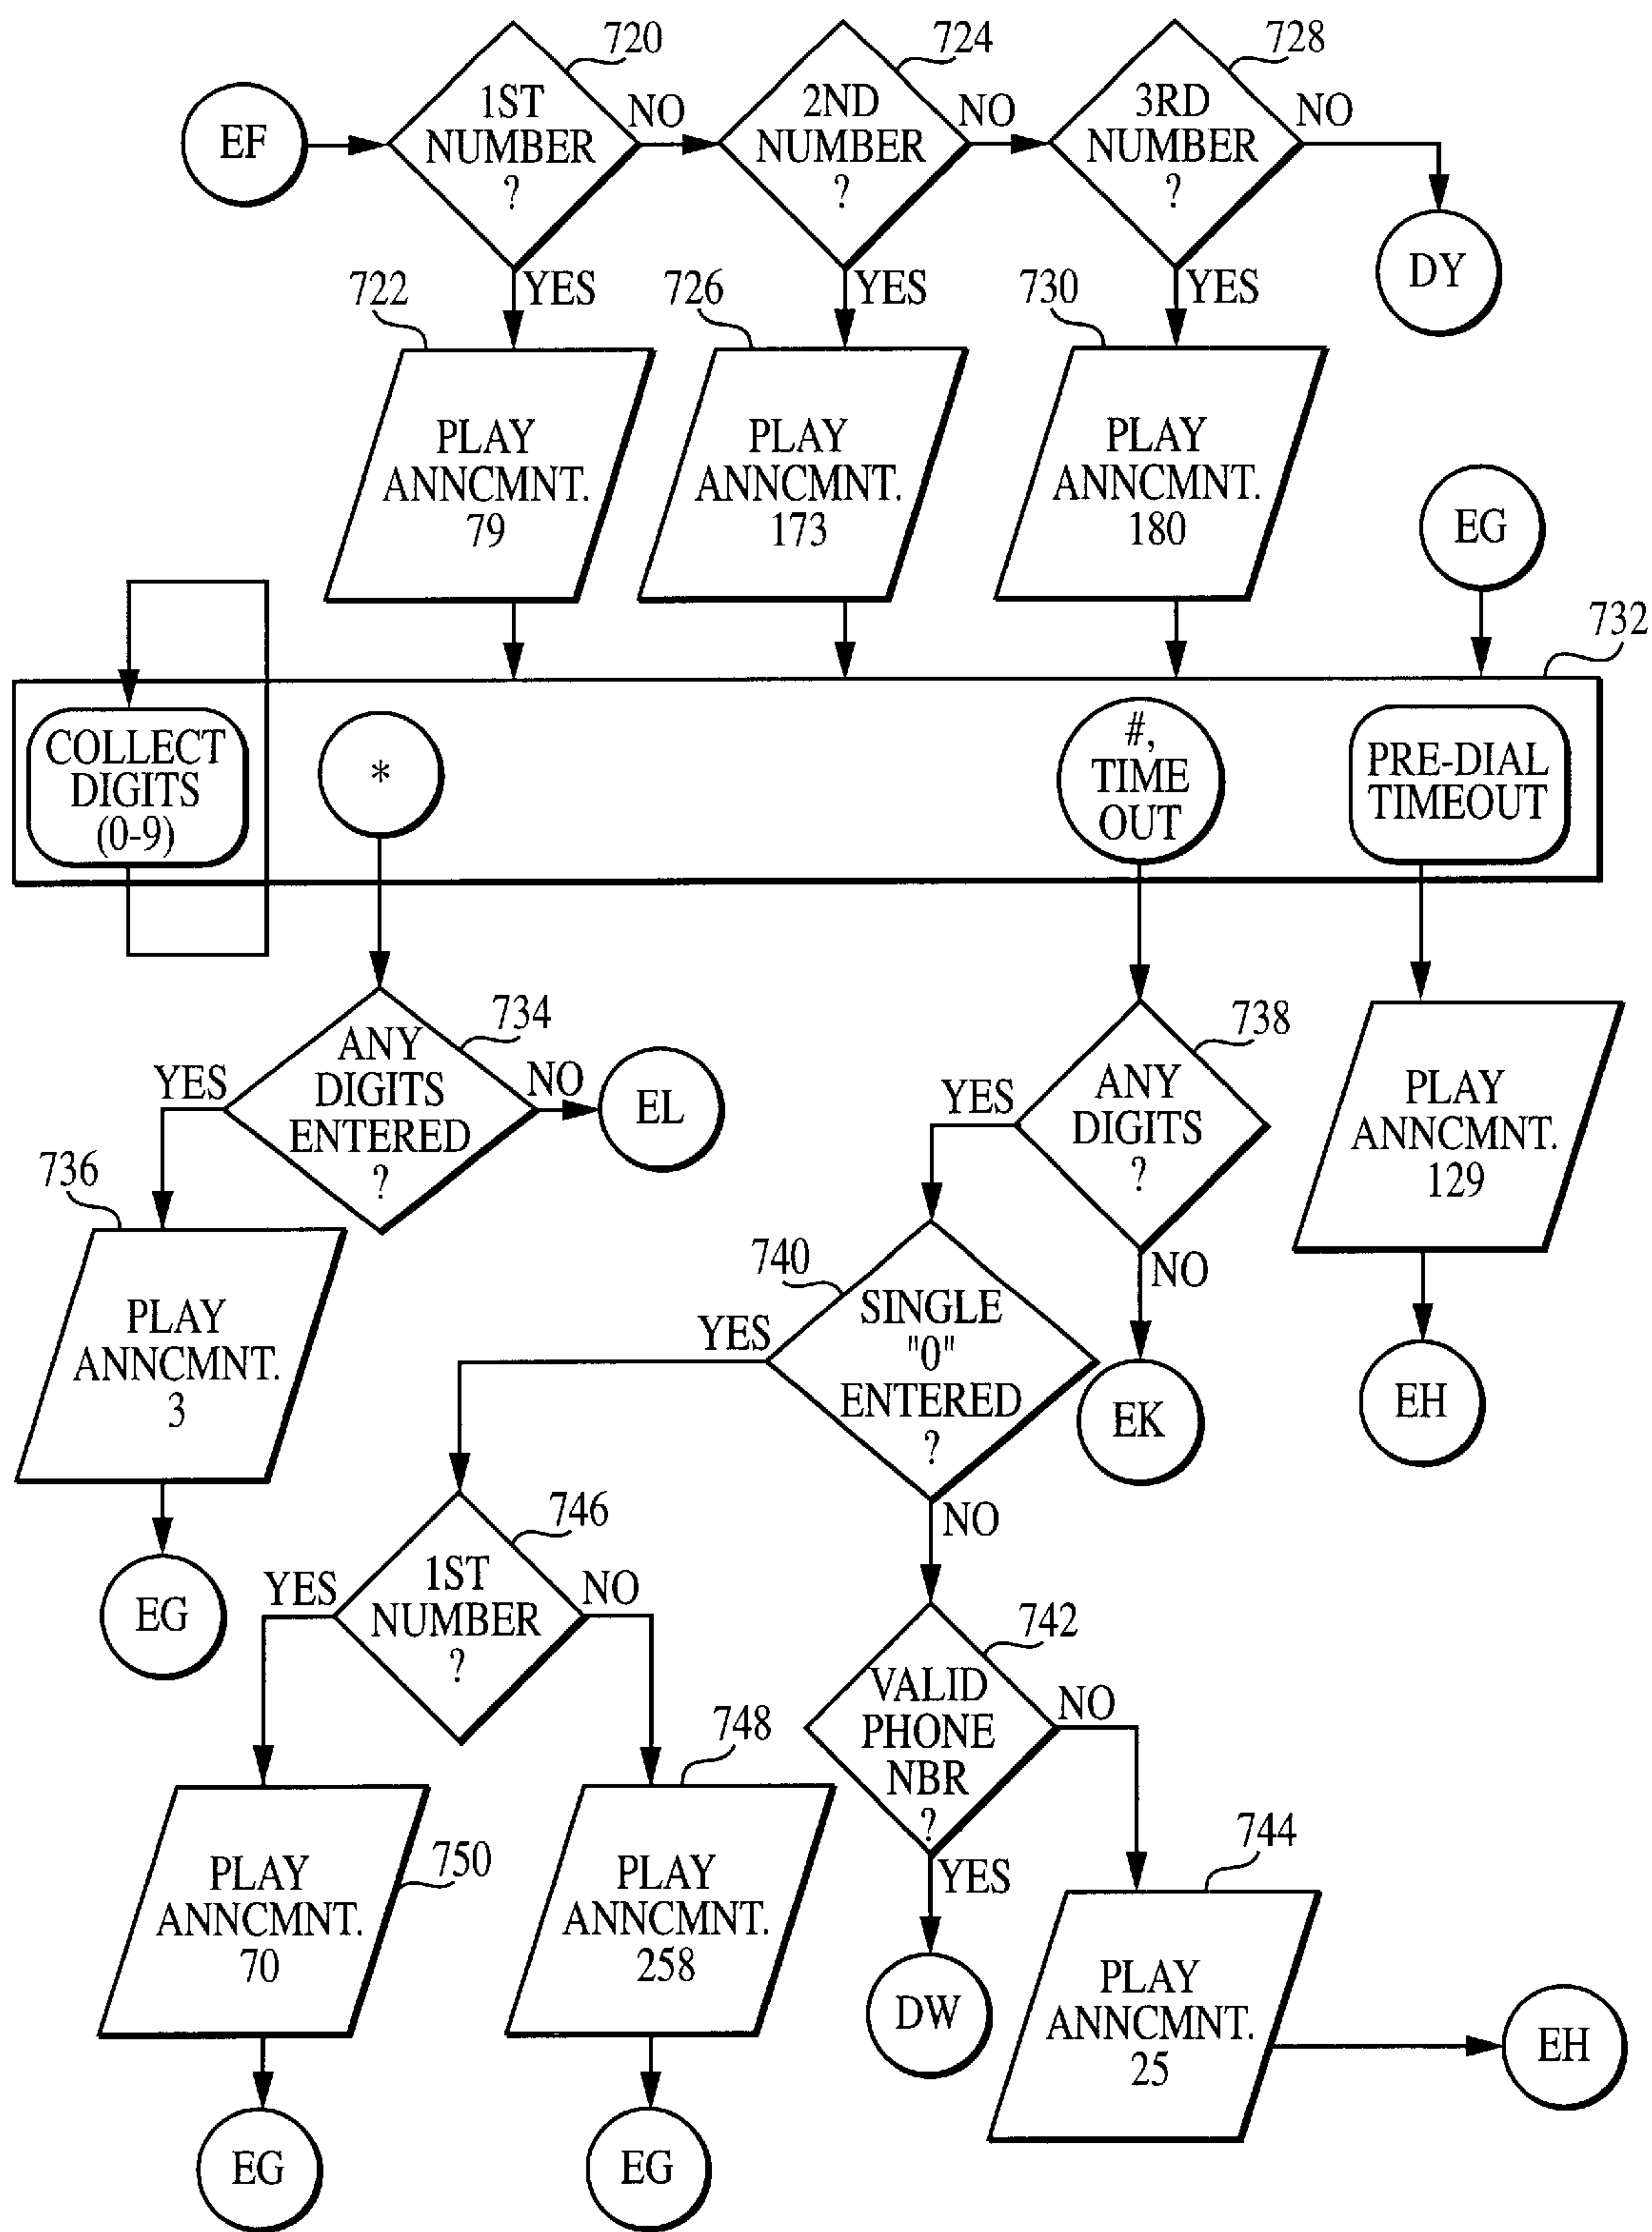 720
724
728
EF
1ST
NUMBER
?
NO
2ND
NUMBER
?
NO
3RD
NUMBER
?
NO
DY
722
YES
726
YES
730
YES
PLAY
ANNCMNT.
79
PLAY
ANNCMNT.
173
PLAY
ANNCMNT.
180
EG
732
COLLECT
DIGITS
(0-9)
*
#,
TIME
OUT
PRE-DIAL
TIMEOUT
734
ANY
DIGITS
ENTERED
?
YES
NO
EL
738
ANY
DIGITS
?
YES
NO
PLAY
ANNCMNT.
129
736
PLAY
ANNCMNT.
3
740
SINGLE
"0"
ENTERED
?
YES
NO
EK
EH
EG
746
1ST
NUMBER
?
YES
NO
742
VALID
PHONE
NBR
?
NO
YES
748
750
PLAY
ANNCMNT.
70
PLAY
ANNCMNT.
258
DW
744
PLAY
ANNCMNT.
25
EH
EG
EG